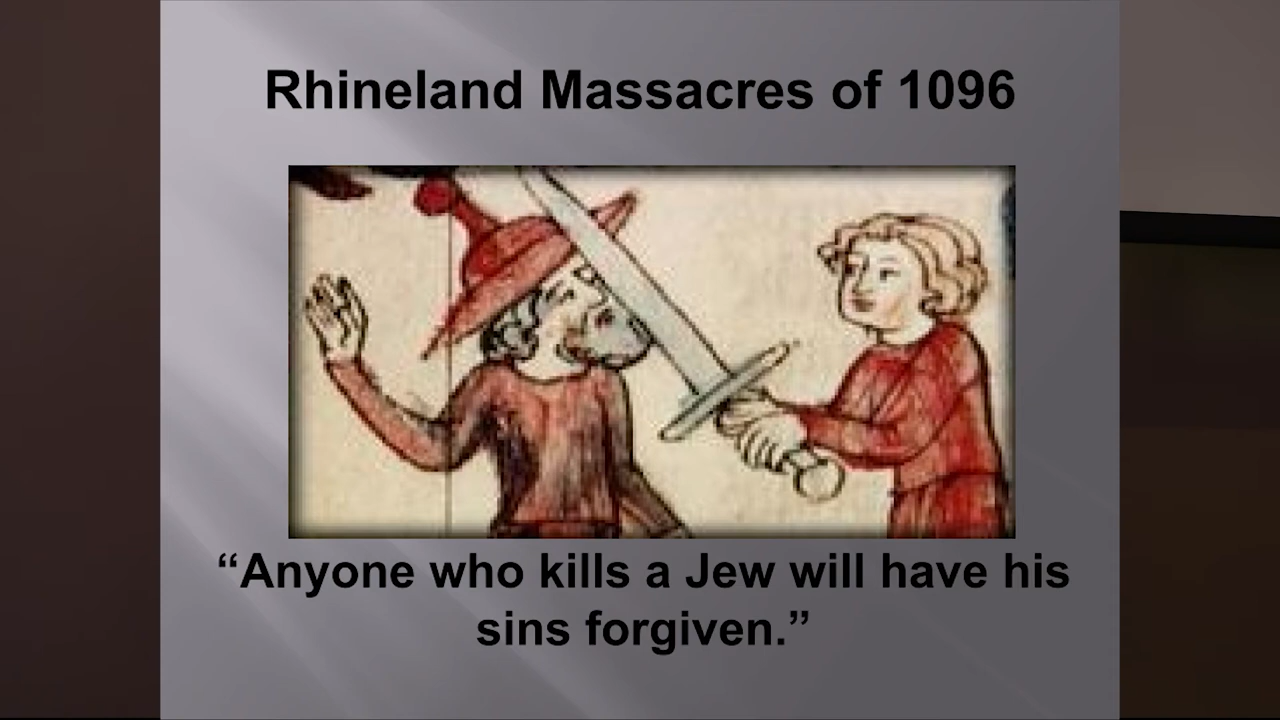 Rhineland Massacres of 1096
“Anyone who kills a Jew will have his
sins forgiven.”